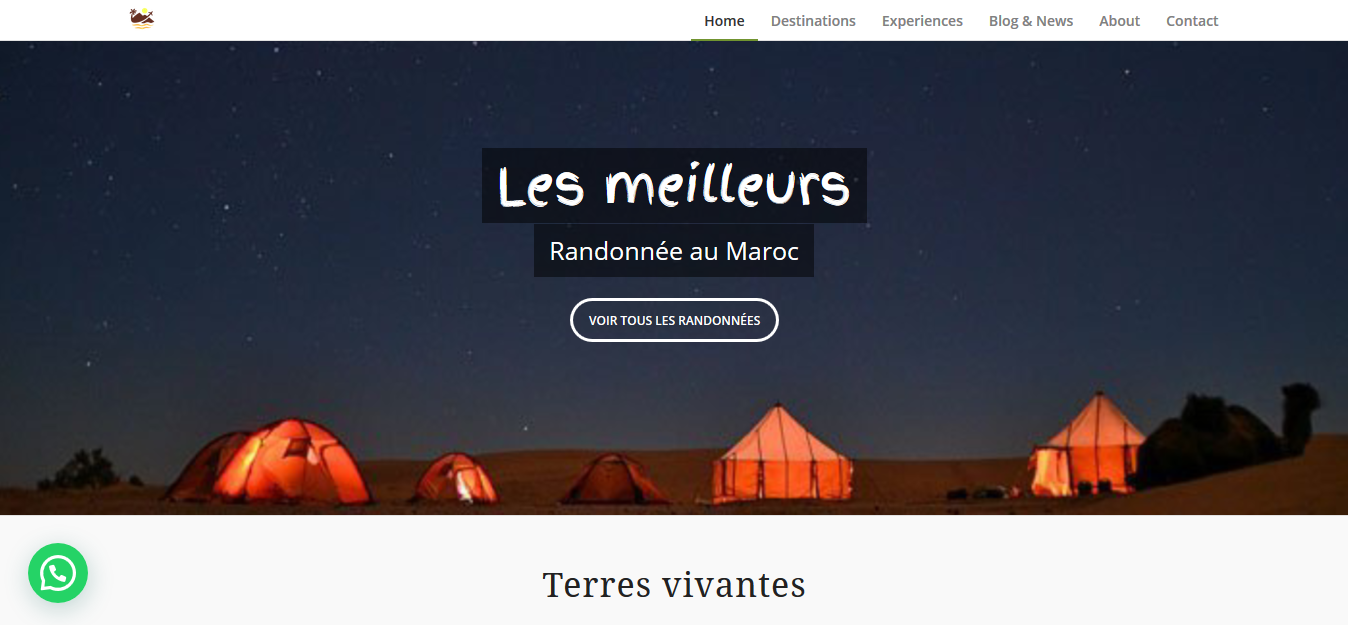 Home Destinations Experiences Blog & News About Contact
Les meilleurs
Randonnée au Maroc
VOIR TOUS LES RANDONNÉES
Terres vivantes